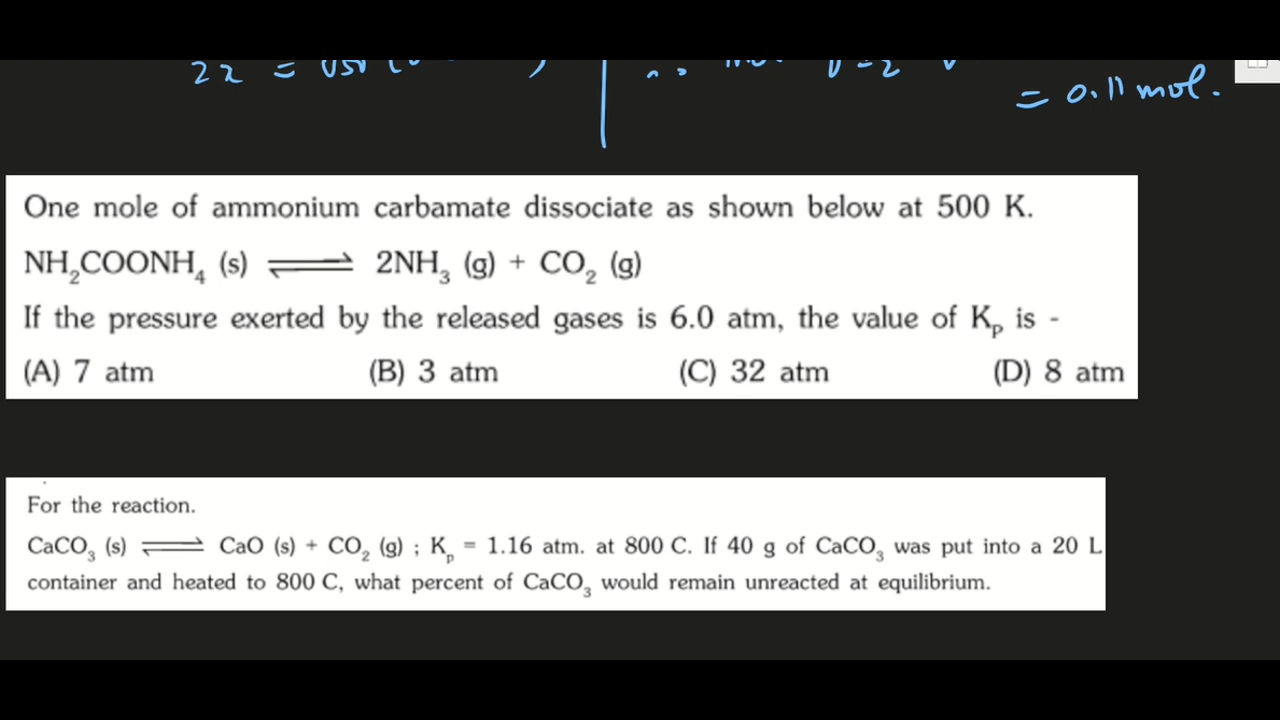 2x =
= 0.11 mol.
One mole of ammonium carbamate dissociate as shown below at 500 K.
NH₂COONH₄ (s) ⇌ 2NH₃ (g) + CO₂ (g)
If the pressure exerted by the released gases is 6.0 atm, the value of Kₚ is -
(A) 7 atm (B) 3 atm (C) 32 atm (D) 8 atm
For the reaction.
CaCO₃ (s) ⇌ CaO (s) + CO₂ (g) ; Kₚ = 1.16 atm. at 800 C. If 40 g of CaCO₃ was put into a 20 L
container and heated to 800 C, what percent of CaCO₃ would remain unreacted at equilibrium.